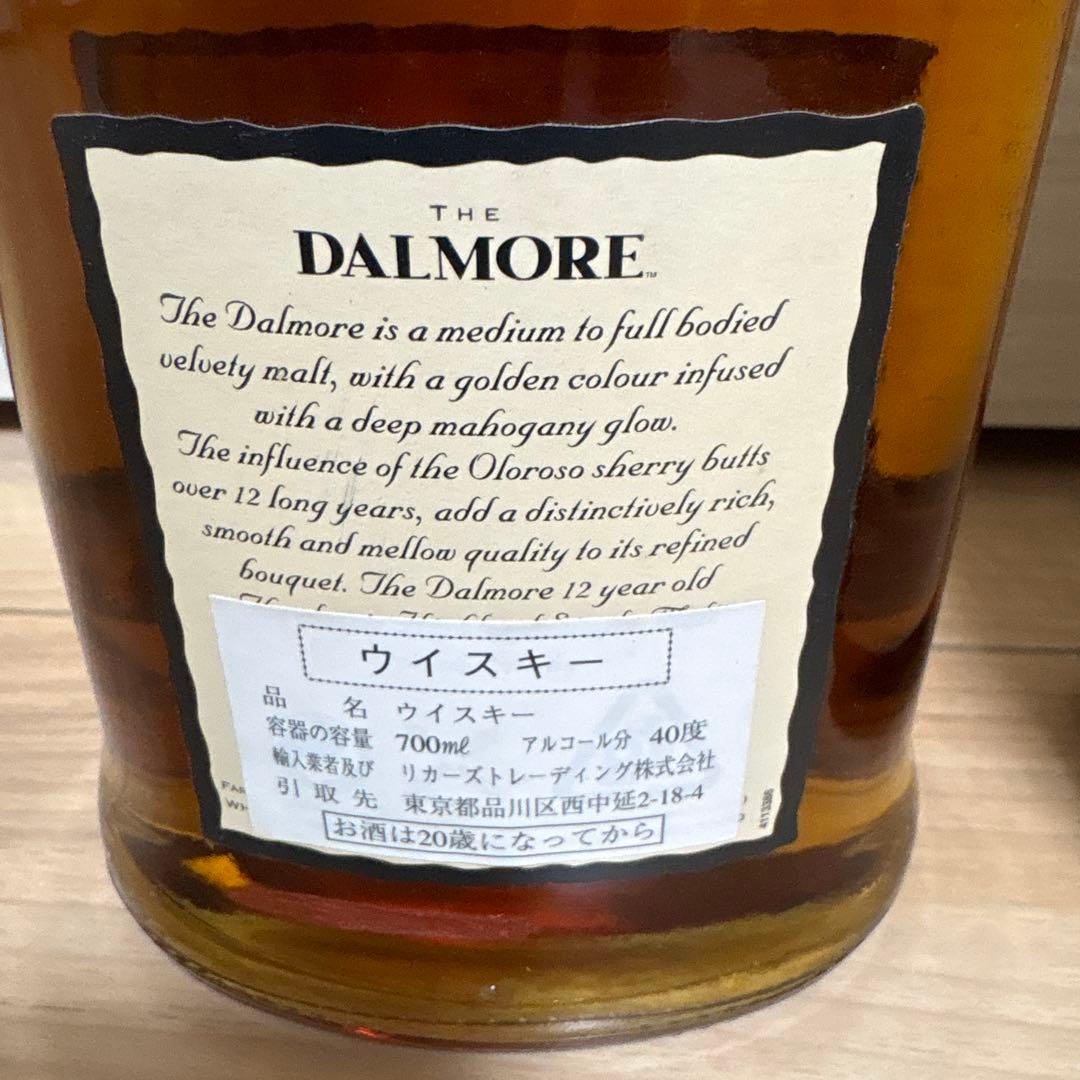 THE
DALMORE™
The Dalmore is a medium to full bodied
velvety malt, with a golden colour infused
with a deep mahogany glow.
The influence of the Oloroso sherry butts
over 12 long years, add a distinctively rich,
smooth and mellow quality to its refined
bouquet. The Dalmore 12 year old
ウイスキー
品 名 ウイスキー
容器の容量 700mℓ アルコール分 40度
輸入業者及び リカーズトレーディング株式会社
引取先 東京都品川区西中延2-18-4
お酒は20歳になってから